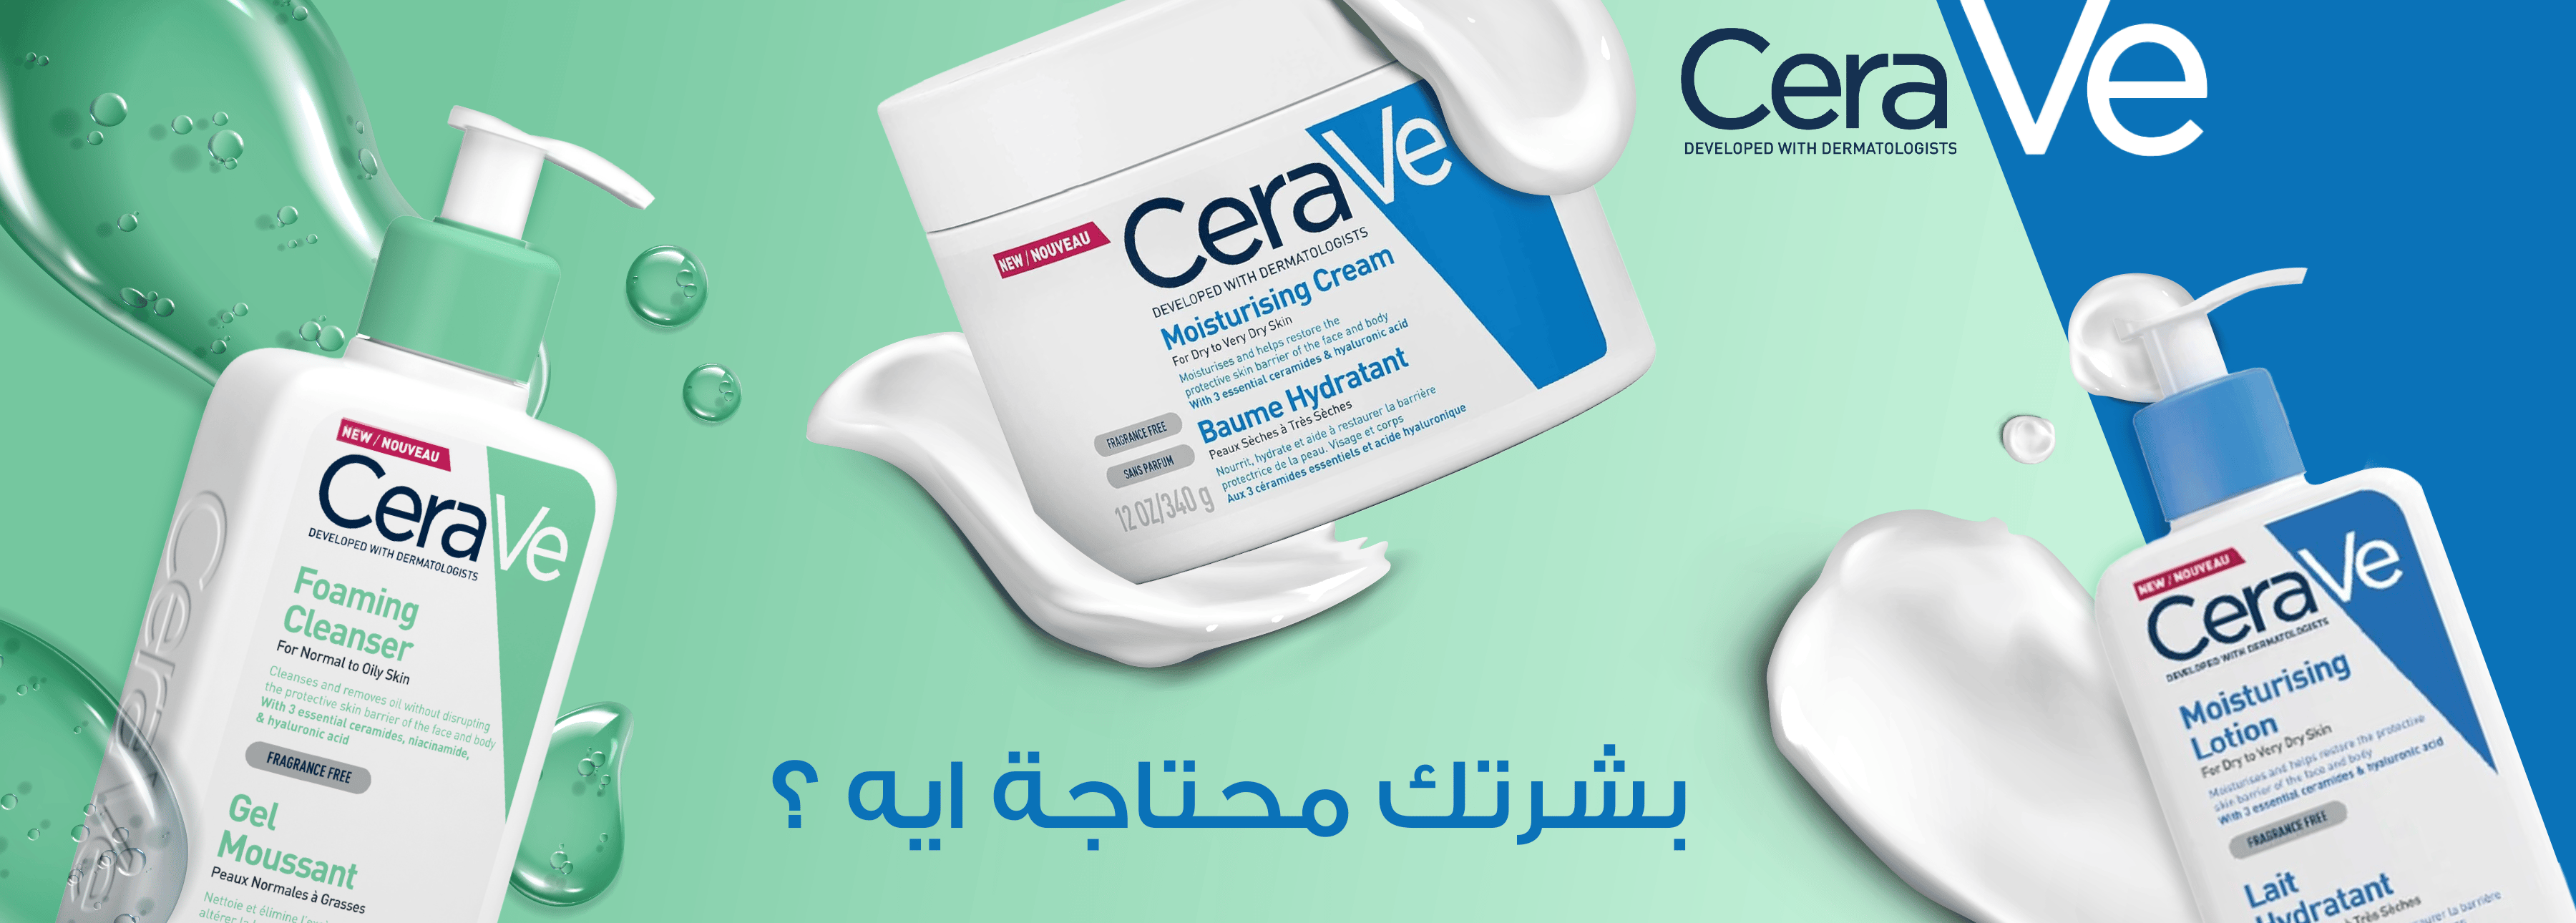 NEW / NOUVEAU
CeraVe
DEVELOPED WITH DERMATOLOGISTS
Foaming
Cleanser
For Normal to Oily Skin
Cleanses and removes oil without disrupting
the protective skin barrier of the face and body
With 3 essential ceramides, niacinamide,
& hyaluronic acid
FRAGRANCE FREE
Gel
Moussant
Peaux Normales à Grasses
Nettoie et élimine
CeraVe
NEW / NOUVEAU
CeraVe
DEVELOPED WITH DERMATOLOGISTS
Moisturising Cream
For Dry to Very Dry Skin
Moisturises and helps restore the
protective skin barrier of the face and body
With 3 essential ceramides & hyaluronic acid
Baume Hydratant
Peaux Sèches à Très Sèches
Nourrit, hydrate et aide à restaurer la barrière
protectrice de la peau. Visage et corps
Aux 3 céramides essentiels et acide hyaluronique
FRAGRANCE FREE
SANS PARFUM
12 OZ/340 g
CeraVe
DEVELOPED WITH DERMATOLOGISTS
بشرتك محتاجة ايه ؟
NEW / NOUVEAU
CeraVe
DEVELOPED WITH DERMATOLOGISTS
Moisturising
Lotion
For Dry to Very Dry Skin
Moisturises and helps restore the protective
skin barrier of the face and body
With 3 essential ceramides & hyaluronic acid
FRAGRANCE FREE
Lait
Hydratant
à Très Sèches
la barrière